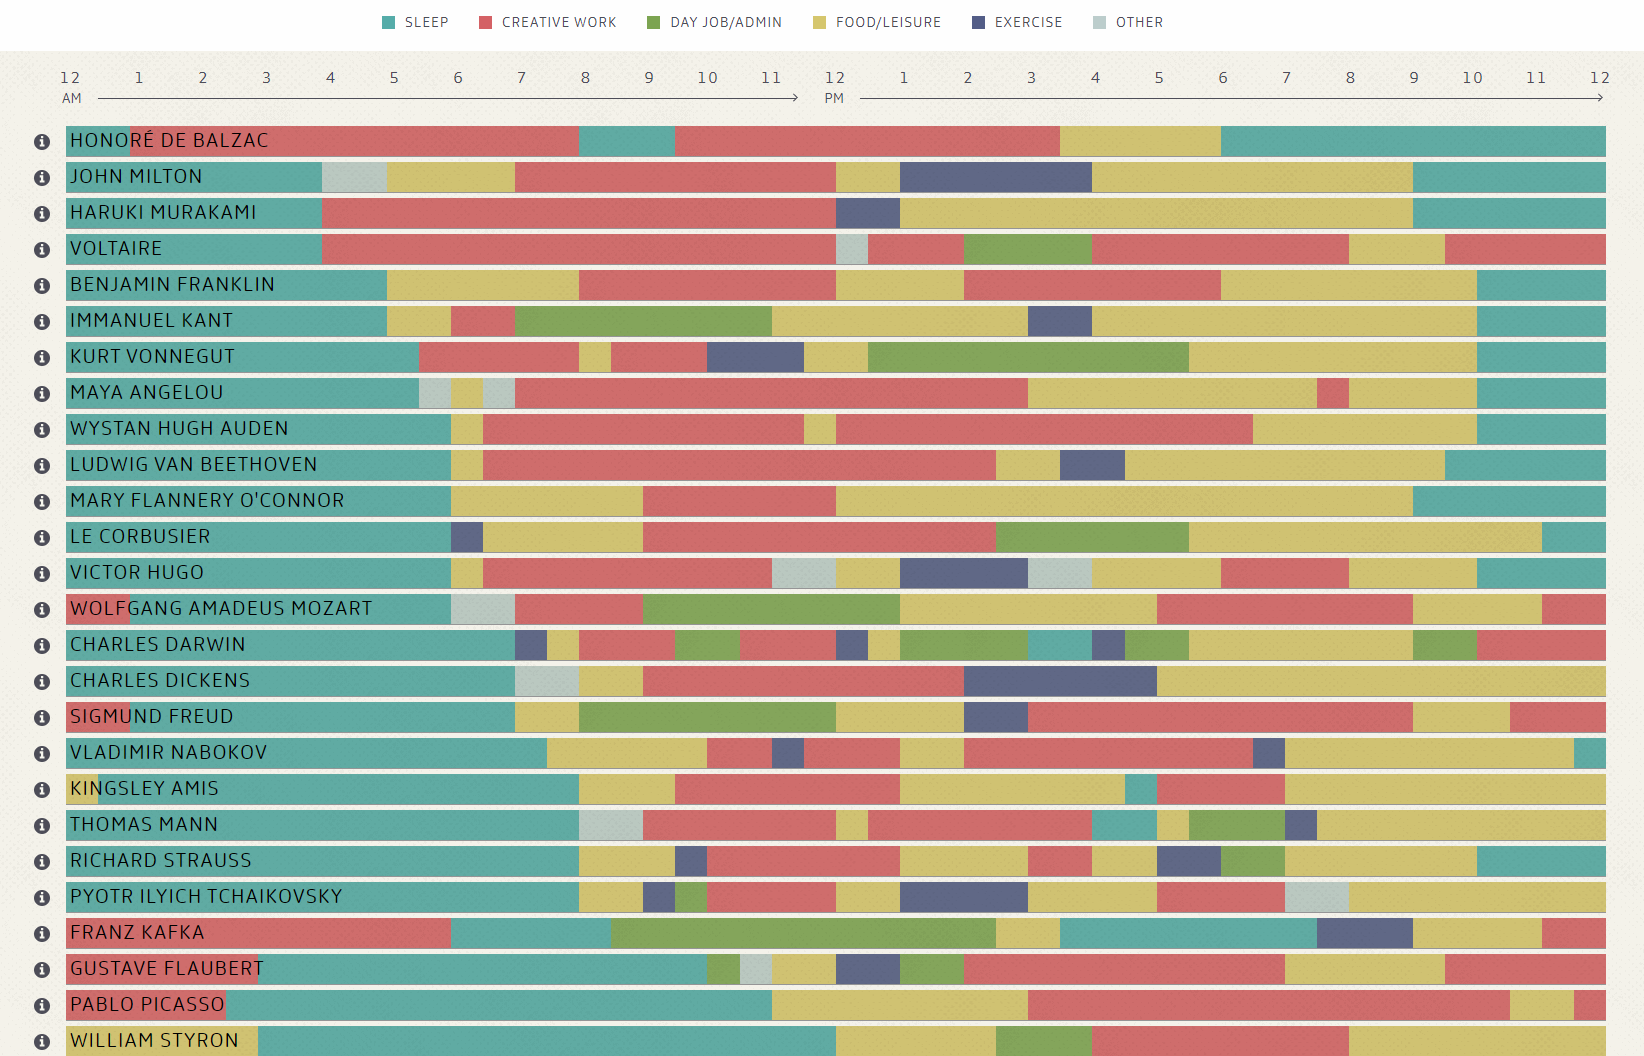 SLEEP CREATIVE WORK DAY JOB/ADMIN FOOD/LEISURE EXERCISE OTHER
12 1 2 3 4 5 6 7 8 9 10 11 12 1 2 3 4 5 6 7 8 9 10 11 12
AM PM
HONORÉ DE BALZAC
JOHN MILTON
HARUKI MURAKAMI
VOLTAIRE
BENJAMIN FRANKLIN
IMMANUEL KANT
KURT VONNEGUT
MAYA ANGELOU
WYSTAN HUGH AUDEN
LUDWIG VAN BEETHOVEN
MARY FLANNERY O'CONNOR
LE CORBUSIER
VICTOR HUGO
WOLFGANG AMADEUS MOZART
CHARLES DARWIN
CHARLES DICKENS
SIGMUND FREUD
VLADIMIR NABOKOV
KINGSLEY AMIS
THOMAS MANN
RICHARD STRAUSS
PYOTR ILYICH TCHAIKOVSKY
FRANZ KAFKA
GUSTAVE FLAUBERT
PABLO PICASSO
WILLIAM STYRON